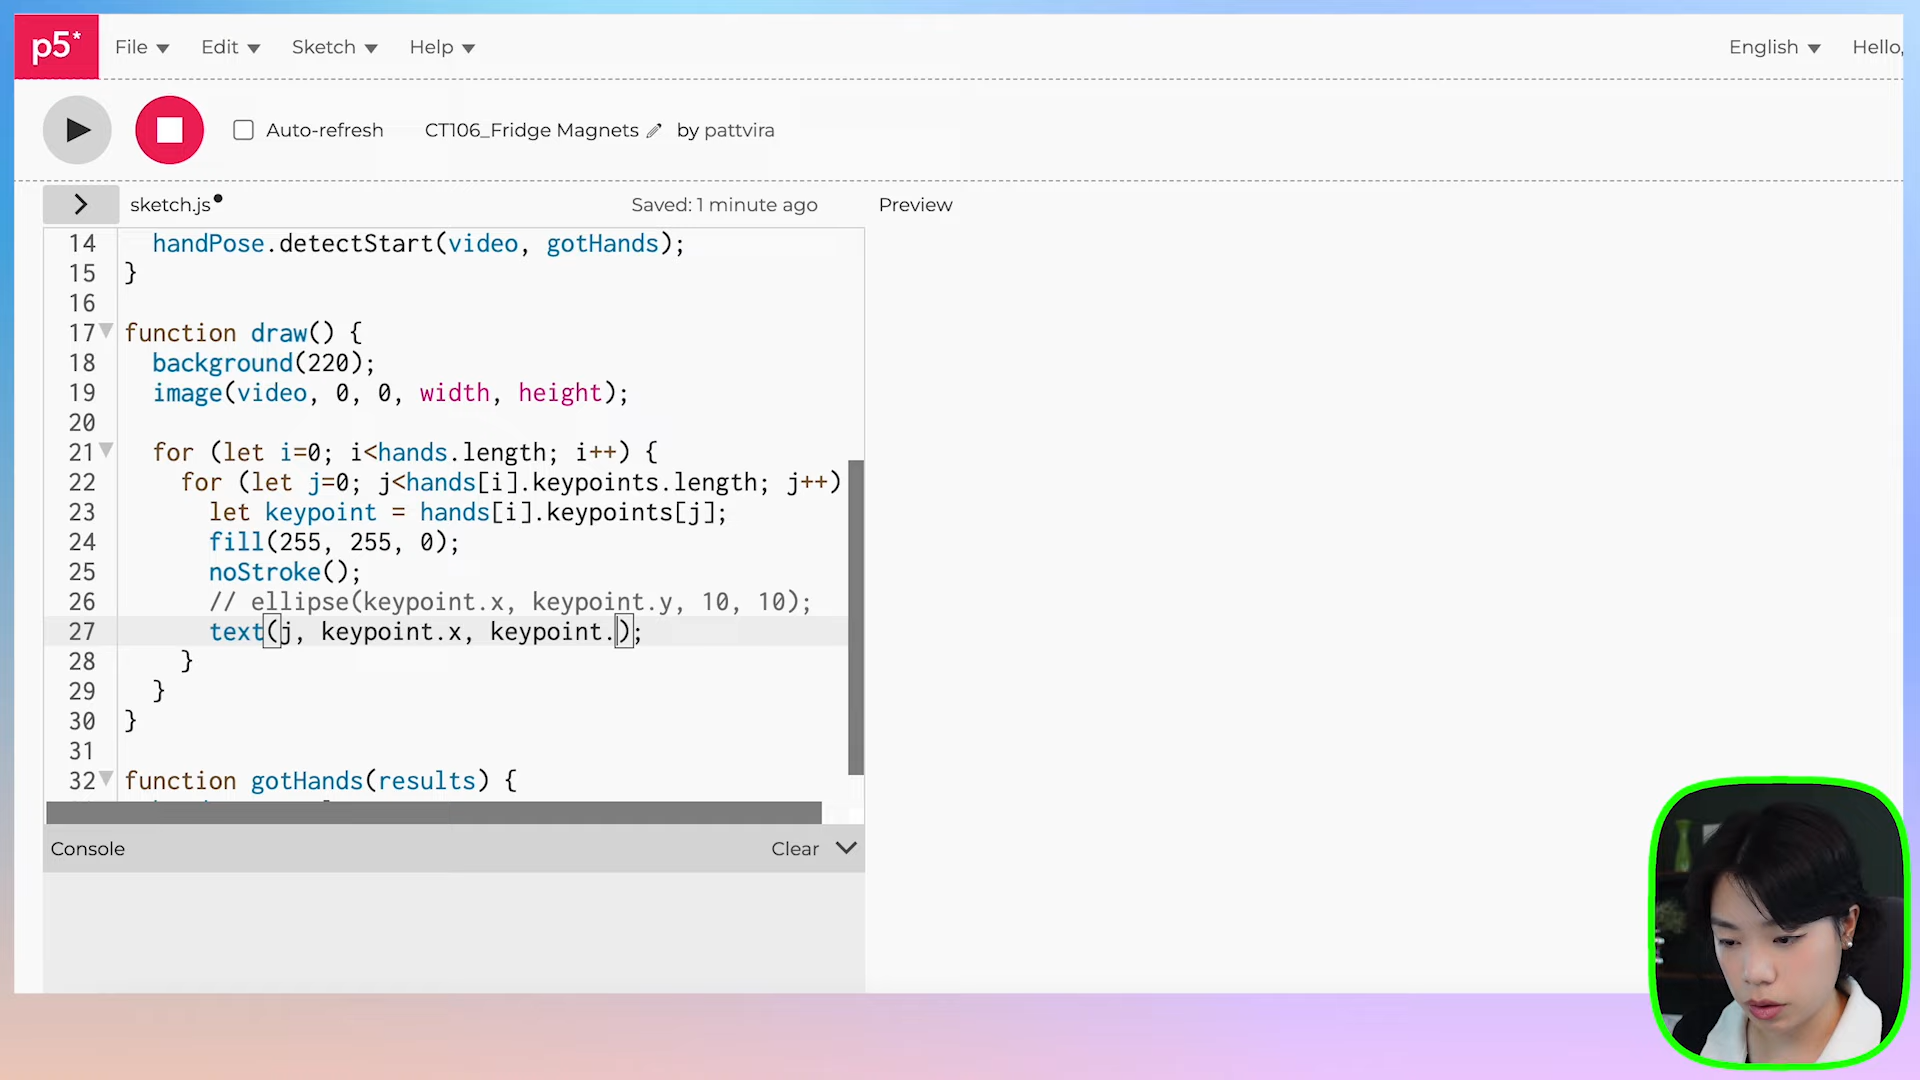 p5*
File
Edit
Sketch
Help
English
Hello,
Auto-refresh
CT106_Fridge Magnets
by pattvira
sketch.js
Saved: 1 minute ago
Preview
14 handPose.detectStart(video, gotHands);
15 }
16
17 function draw() {
18 background(220);
19 image(video, 0, 0, width, height);
20
21 for (let i=0; i<hands.length; i++) {
22 for (let j=0; j<hands[i].keypoints.length; j++)
23 let keypoint = hands[i].keypoints[j];
24 fill(255, 255, 0);
25 noStroke();
26 // ellipse(keypoint.x, keypoint.y, 10, 10);
27 text(j, keypoint.x, keypoint.);
28 }
29 }
30 }
31
32 function gotHands(results) {
Console
Clear